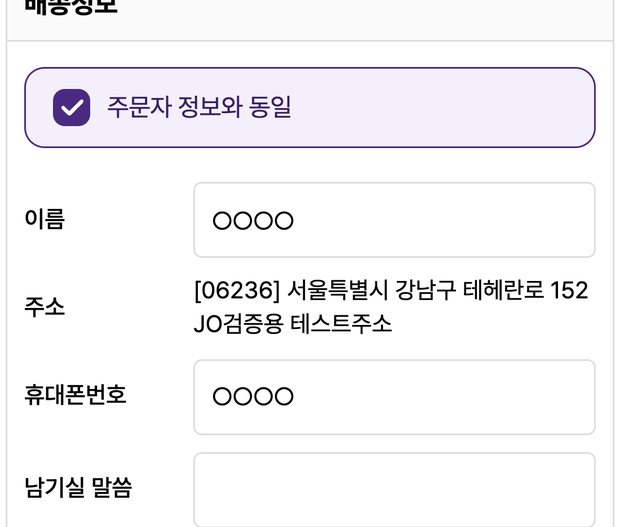 배송정보
주문자 정보와 동일
이름
○○○○
주소
[06236] 서울특별시 강남구 테헤란로 152
JO검증용 테스트주소
휴대폰번호
○○○○
남기실 말씀